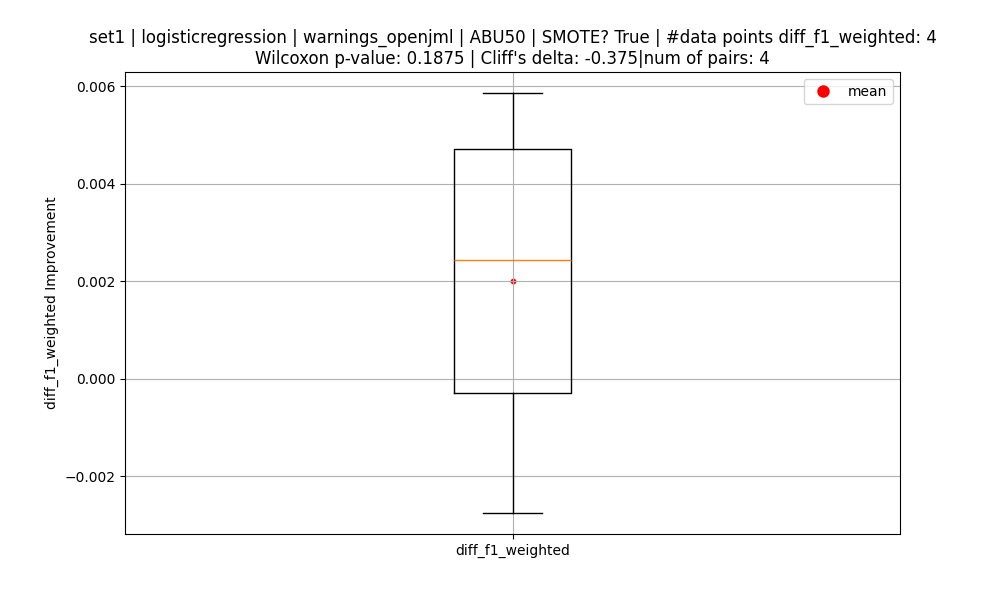 set1 | logisticregression | warnings_openjml | ABU50 | SMOTE? True | #data points diff_f1_weighted: 4
Wilcoxon p-value: 0.1875 | Cliff's delta: -0.375|num of pairs: 4
mean
diff_f1_weighted Improvement
0.006
0.004
0.002
0.000
−0.002
diff_f1_weighted